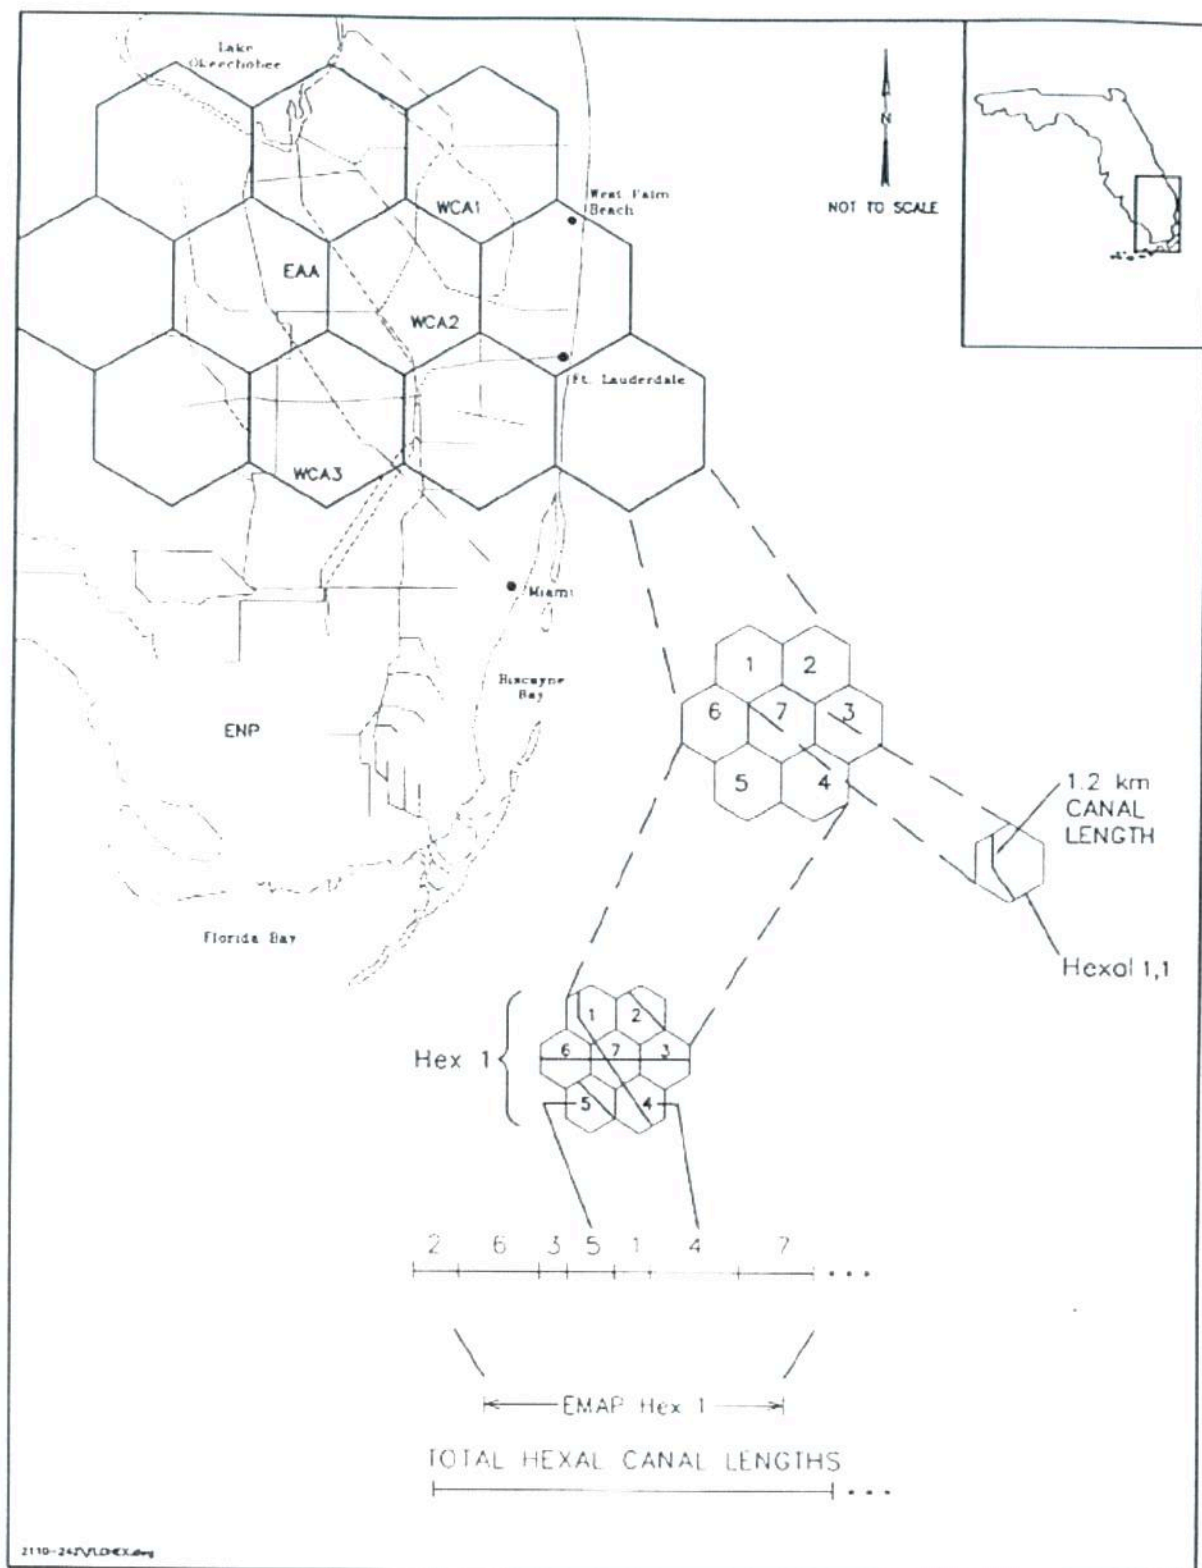 Lake
Okeechobee
N
NOT TO SCALE
West Palm
Beach
WCA1
EAA
WCA2
Ft. Lauderdale
WCA3
Miami
Biscayne
Bay
ENP
Florida Bay
1 2
6 7 3
5 4
1.2 km
CANAL
LENGTH
Hexal 1,1
Hex 1
1 2
6 7 3
5 4
2 6 3 5 1 4 7
EMAP Hex 1
TOTAL HEXAL CANAL LENGTHS